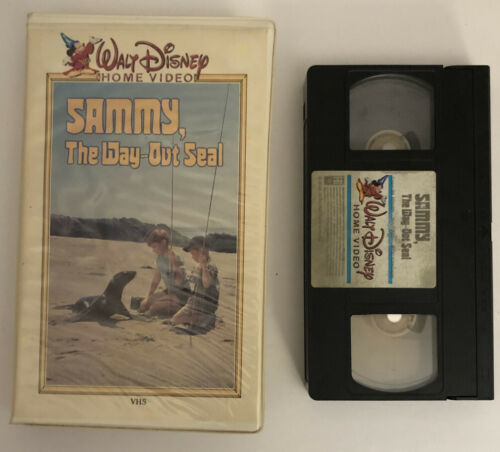 WALT DISNEY
HOME VIDEO
SAMMY,
The Way-Out Seal
VHS
SAMMY,
The Way-Out Seal
WALT DISNEY
HOME VIDEO